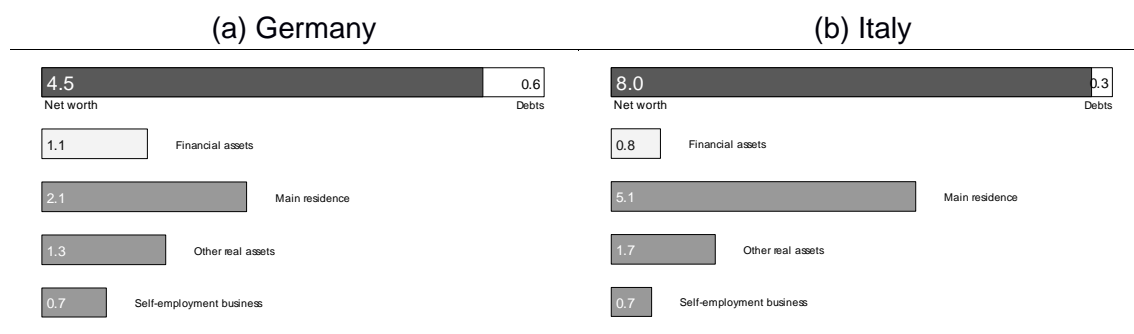 (a) Germany
4.5
0.6
Net worth
Debts
1.1
Financial assets
2.1
Main residence
1.3
Other real assets
0.7
Self-employment business
(b) Italy
8.0
0.3
Net worth
Debts
0.8
Financial assets
5.1
Main residence
1.7
Other real assets
0.7
Self-employment business